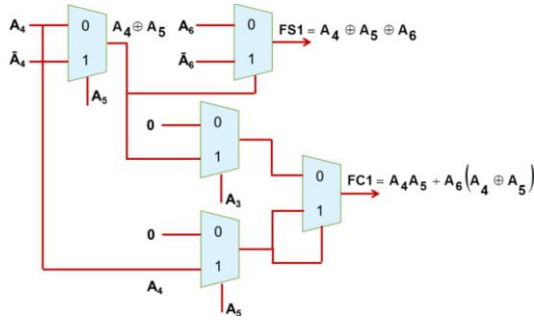 A4 0 A4 ⊕ A5 A6 0 FS1 = A4 ⊕ A5 ⊕ A6
Ā4 1 Ā6 1
A5
0 0
1
0 FC1 = A4A5 + A6(A4 ⊕ A5)
A3
1
0 0
1
A4
A5